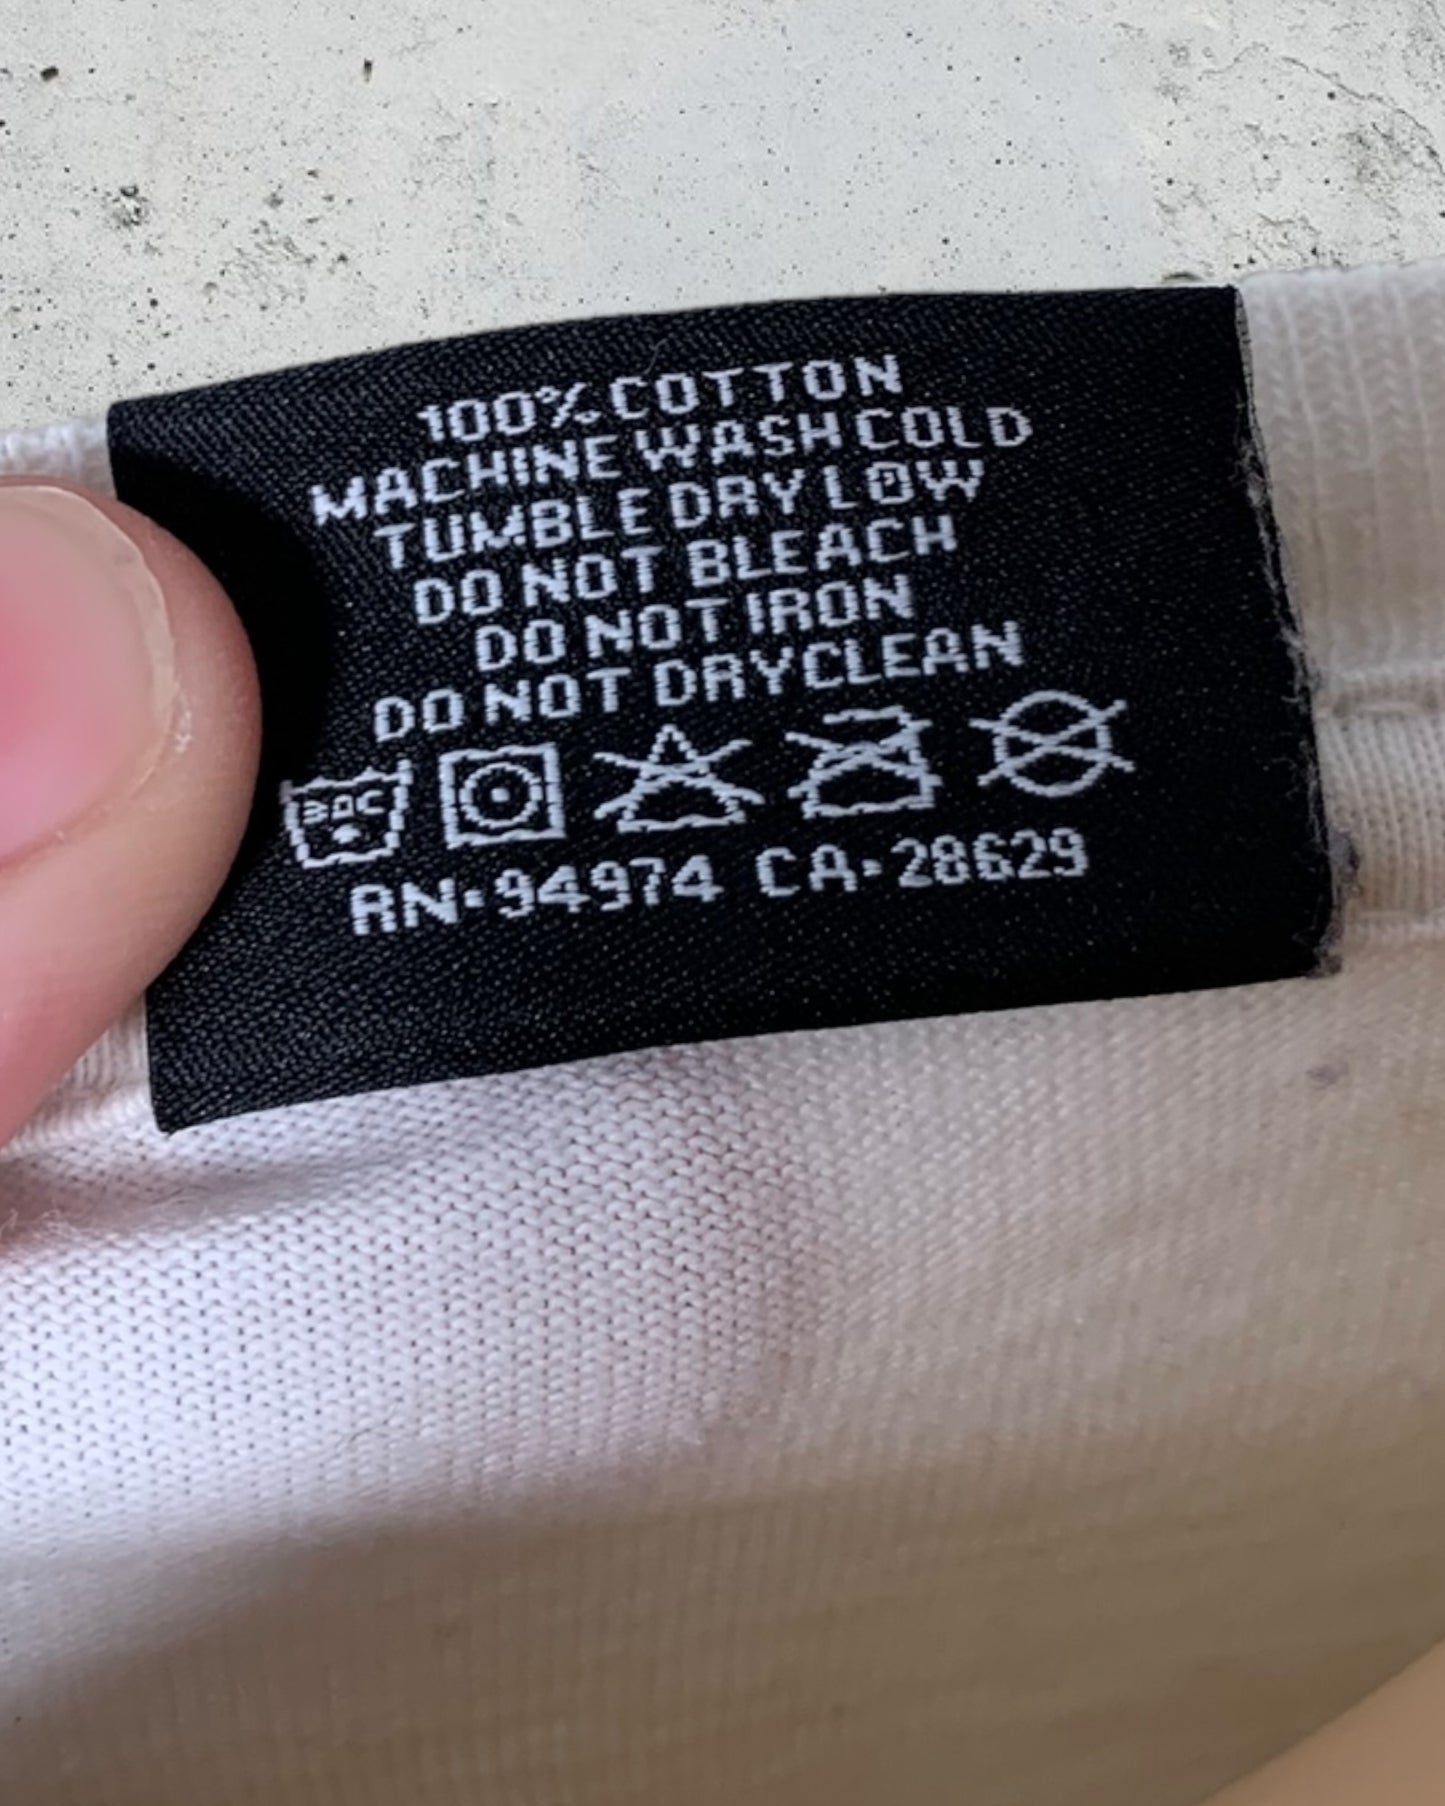 100% COTTON
MACHINE WASH COLD
TUMBLE DRY LOW
DO NOT BLEACH
DO NOT IRON
DO NOT DRYCLEAN
30°C
RN·94974 CA·28629